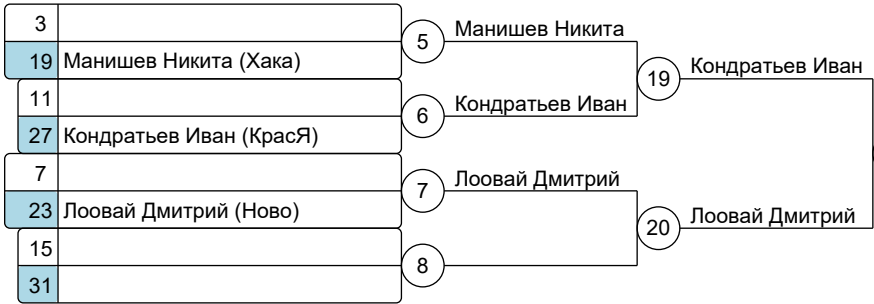 3
19 Манишев Никита (Хака)
5
Манишев Никита
11
27 Кондратьев Иван (КрасЯ)
6
Кондратьев Иван
19
Кондратьев Иван
7
23 Лоовай Дмитрий (Ново)
7
Лоовай Дмитрий
15
31
8
20
Лоовай Дмитрий